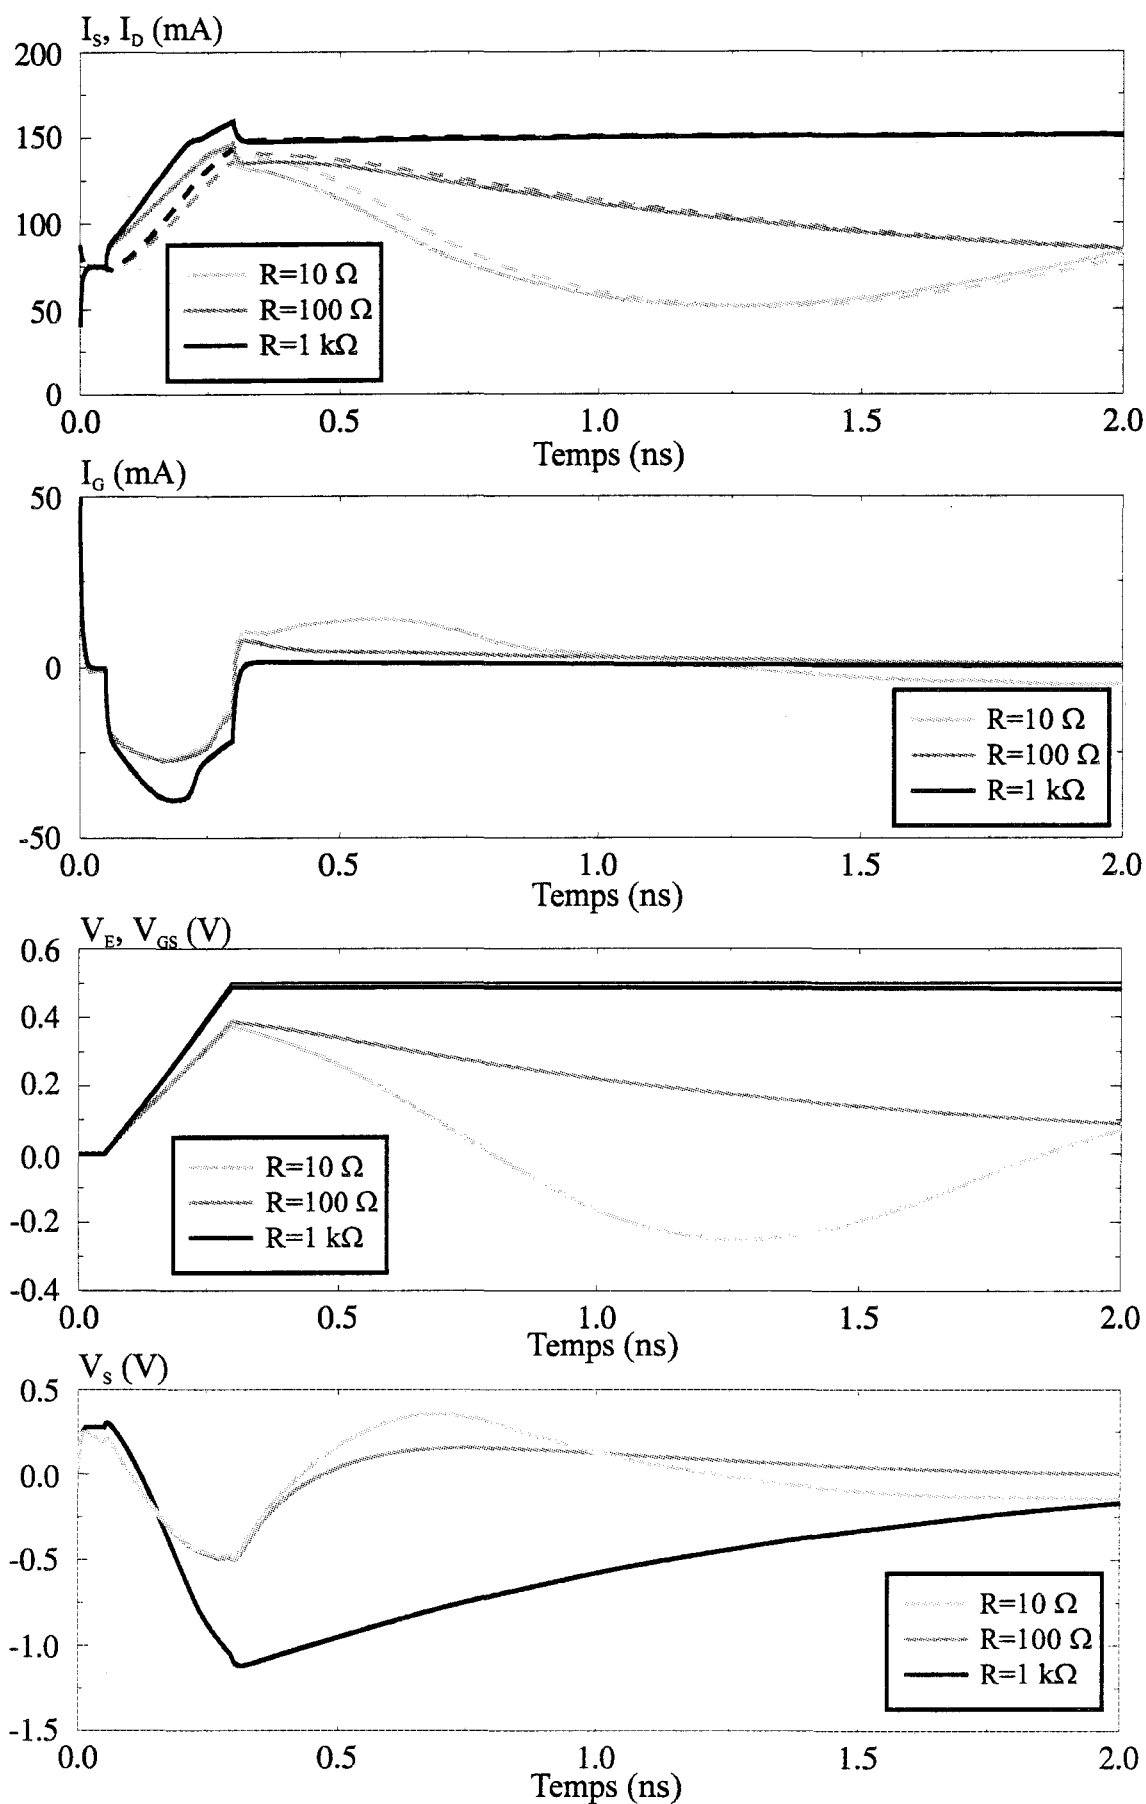 I_S, I_D (mA)
200
150
100
50
0
R=10 Ω
R=100 Ω
R=1 kΩ
0.0 0.5 1.0 1.5 2.0
Temps (ns)
I_G (mA)
50
0
-50
R=10 Ω
R=100 Ω
R=1 kΩ
0.0 0.5 1.0 1.5 2.0
Temps (ns)
V_E, V_GS (V)
0.6
0.4
0.2
0.0
-0.2
-0.4
R=10 Ω
R=100 Ω
R=1 kΩ
0.0 0.5 1.0 1.5 2.0
Temps (ns)
V_S (V)
0.5
0.0
-0.5
-1.0
-1.5
R=10 Ω
R=100 Ω
R=1 kΩ
0.0 0.5 1.0 1.5 2.0
Temps (ns)